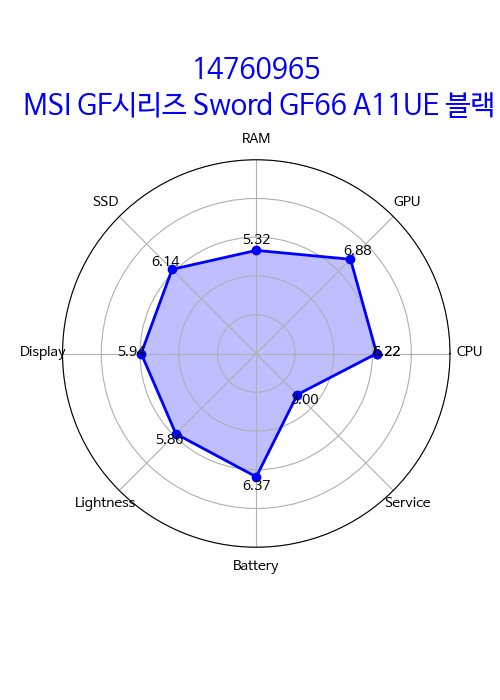 14760965
MSI GF시리즈 Sword GF66 A11UE 블랙
RAM
SSD
GPU
5.32
6.88
6.14
Display
5.94
6.22
CPU
3.00
5.86
6.37
Lightness
Service
Battery